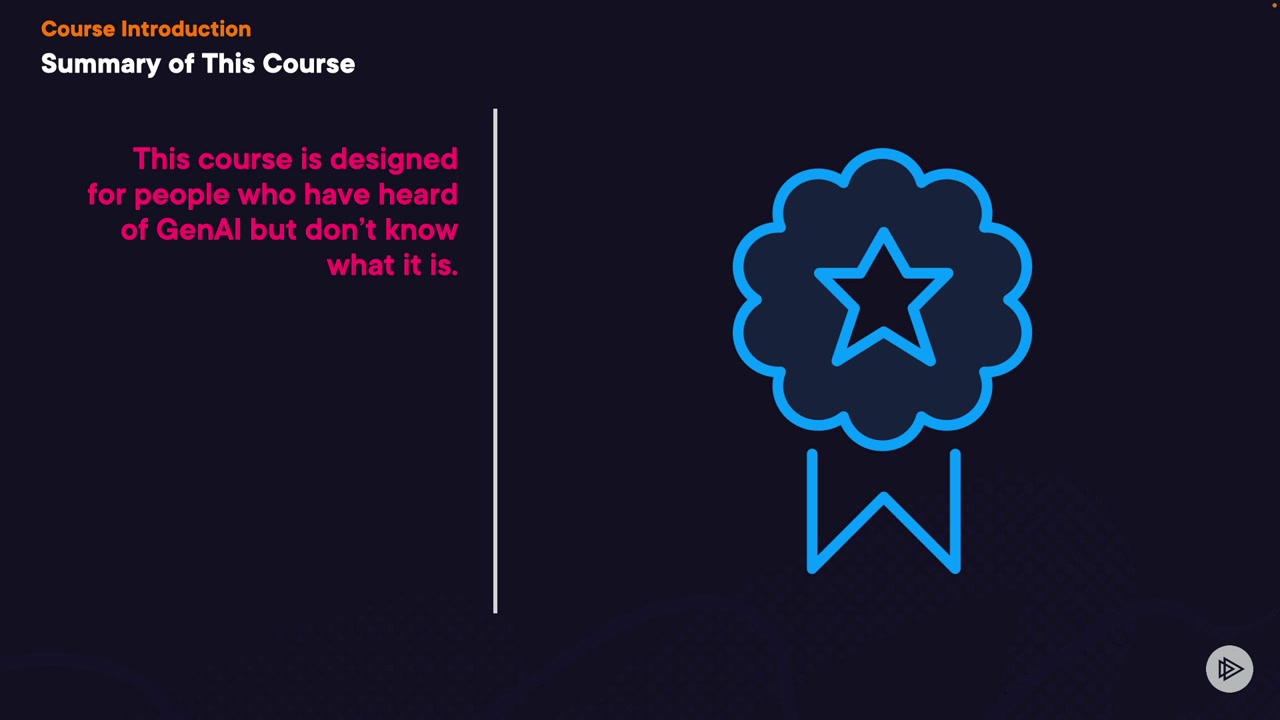 Course Introduction
Summary of This Course
This course is designed
for people who have heard
of GenAI but don’t know
what it is.